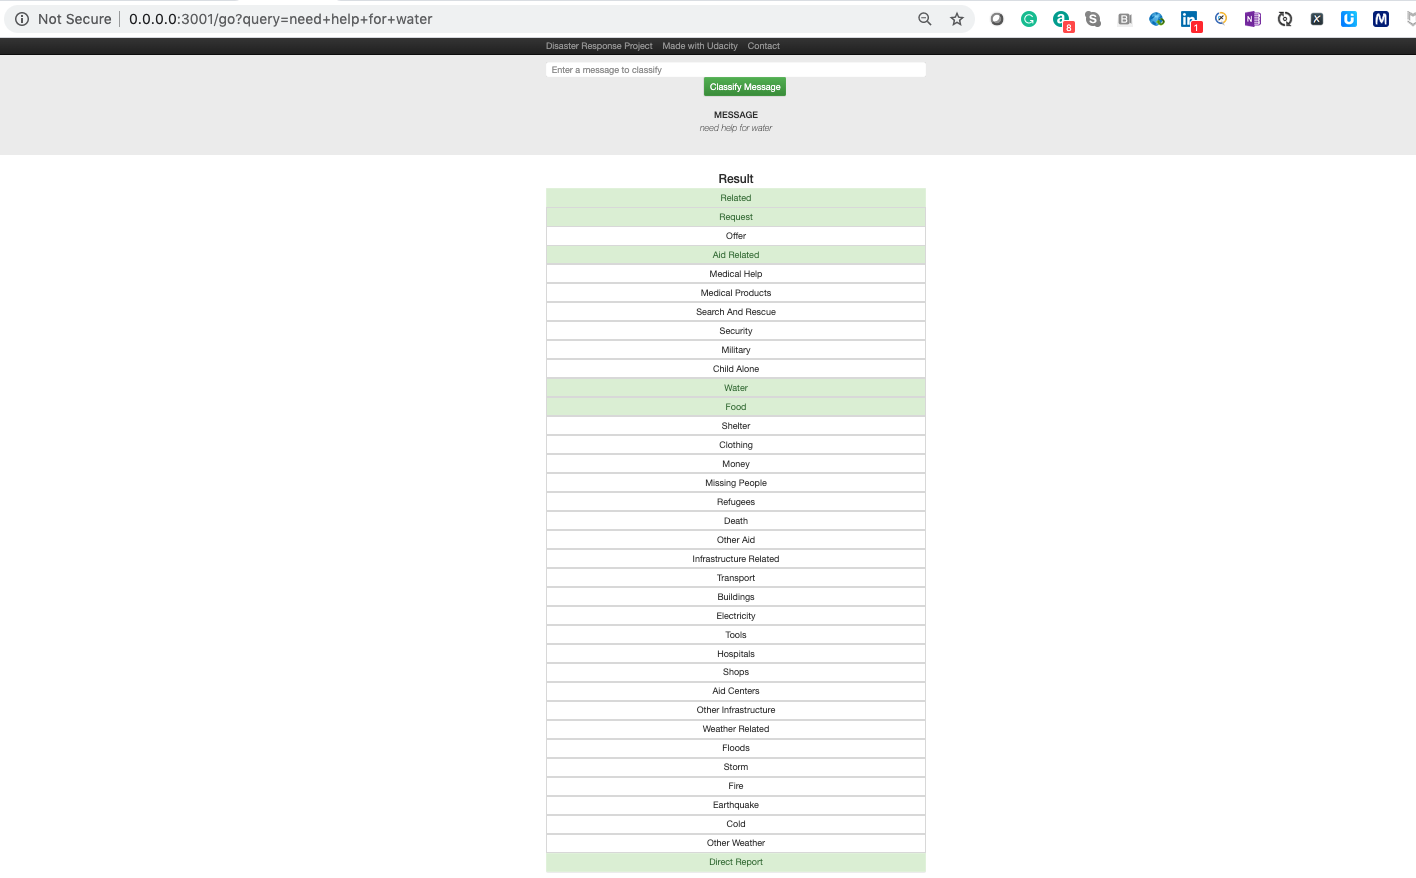 Not Secure 0.0.0.0:3001/go?query=need+help+for+water
8
1
Disaster Response Project Made with Udacity Contact
Enter a message to classify
Classify Message
MESSAGE
need help for water
Result
Related
Request
Offer
Aid Related
Medical Help
Medical Products
Search And Rescue
Security
Military
Child Alone
Water
Food
Shelter
Clothing
Money
Missing People
Refugees
Death
Other Aid
Infrastructure Related
Transport
Buildings
Electricity
Tools
Hospitals
Shops
Aid Centers
Other Infrastructure
Weather Related
Floods
Storm
Fire
Earthquake
Cold
Other Weather
Direct Report